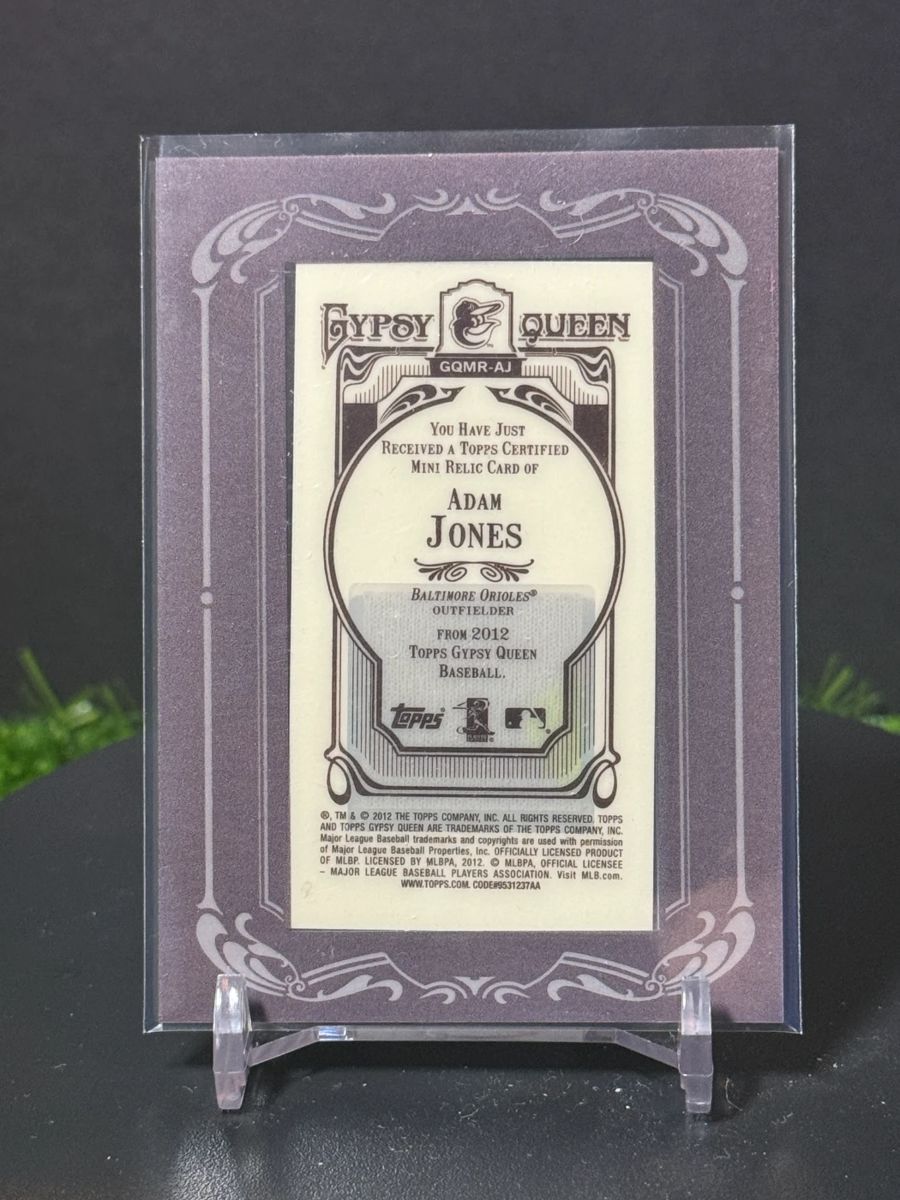 GYPSY QUEEN
GQMR-AJ
YOU HAVE JUST
RECEIVED A TOPPS CERTIFIED
MINI RELIC CARD OF
ADAM
JONES
BALTIMORE ORIOLES®
OUTFIELDER
FROM 2012
TOPPS GYPSY QUEEN
BASEBALL.
topps®
®, TM & © 2012 THE TOPPS COMPANY, INC. ALL RIGHTS RESERVED. TOPPS
AND TOPPS GYPSY QUEEN ARE TRADEMARKS OF THE TOPPS COMPANY, INC.
Major League Baseball trademarks and copyrights are used with permission
of Major League Baseball Properties, Inc. OFFICIALLY LICENSED PRODUCT
OF MLBP. LICENSED BY MLBPA, 2012. © MLBPA, OFFICIAL LICENSEE
– MAJOR LEAGUE BASEBALL PLAYERS ASSOCIATION. Visit MLB.com.
WWW.TOPPS.COM. CODE#9531237AA